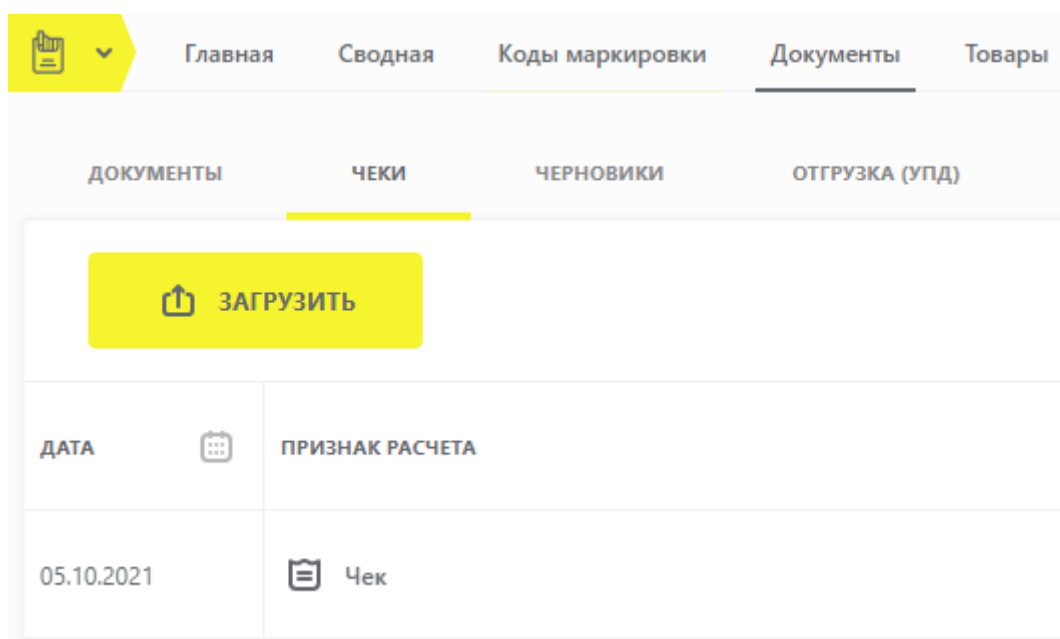 Главная Сводная Коды маркировки Документы Товары
ДОКУМЕНТЫ ЧЕКИ ЧЕРНОВИКИ ОТГРУЗКА (УПД)
ЗАГРУЗИТЬ
ДАТА ПРИЗНАК РАСЧЕТА
05.10.2021 Чек